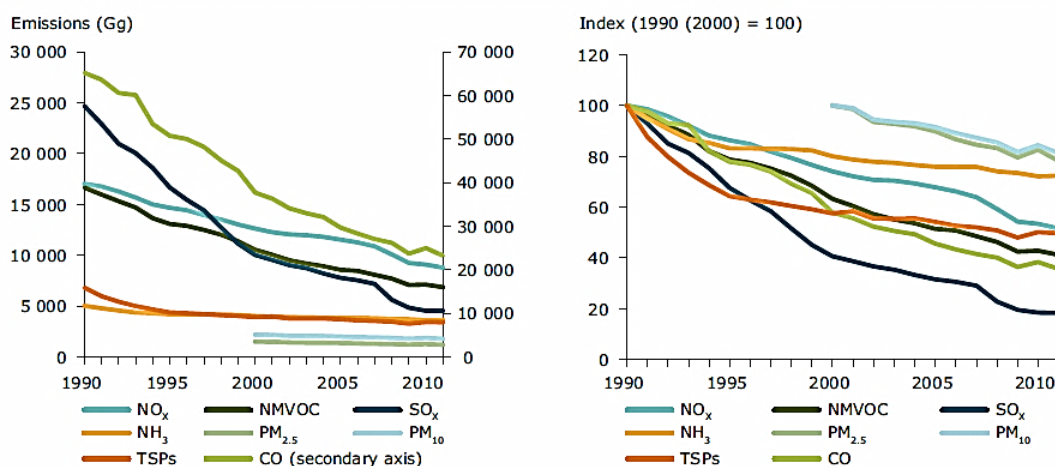 Emissions (Gg)
30 000
25 000
20 000
15 000
10 000
5 000
0
70 000
60 000
50 000
40 000
30 000
20 000
10 000
0
1990 1995 2000 2005 2010
NOx NMVOC SOx
NH3 PM2.5 PM10
TSPs CO (secondary axis)
Index (1990 (2000) = 100)
120
100
80
60
40
20
0
1990 1995 2000 2005 2010
NOx NMVOC SOx
NH3 PM2.5 PM10
TSPs CO